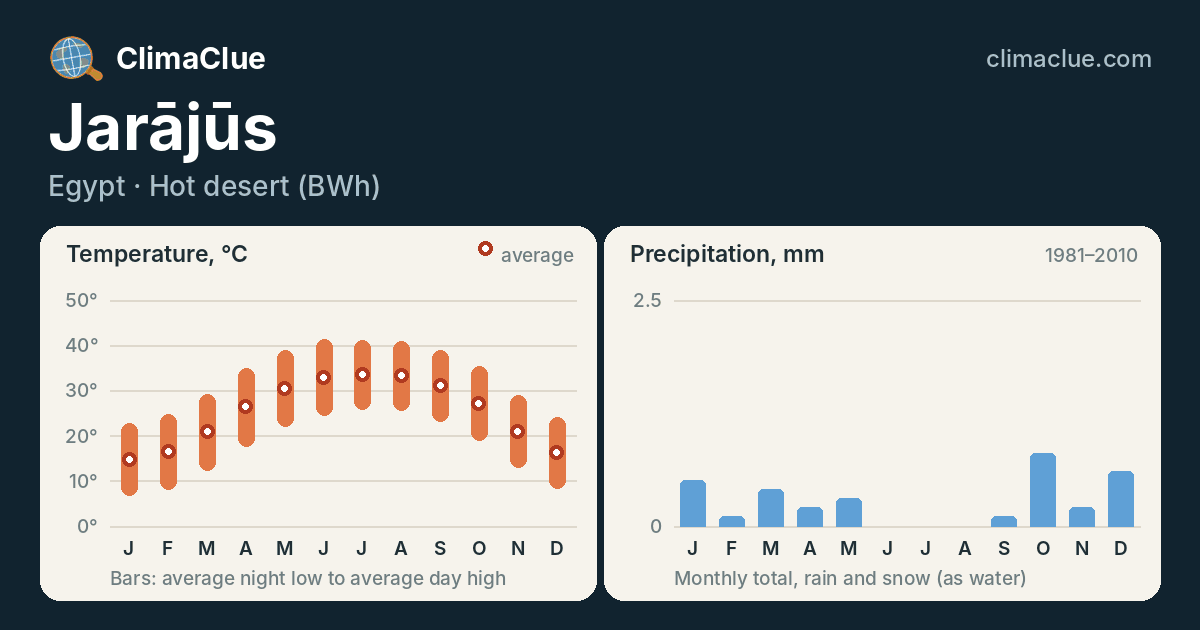 ClimaClue
climaclue.com
Jarājūs
Egypt · Hot desert (BWh)
Temperature, °C
average
50°
40°
30°
20°
10°
0°
J F M A M J J A S O N D
Bars: average night low to average day high
Precipitation, mm
1981–2010
2.5
0
J F M A M J J A S O N D
Monthly total, rain and snow (as water)